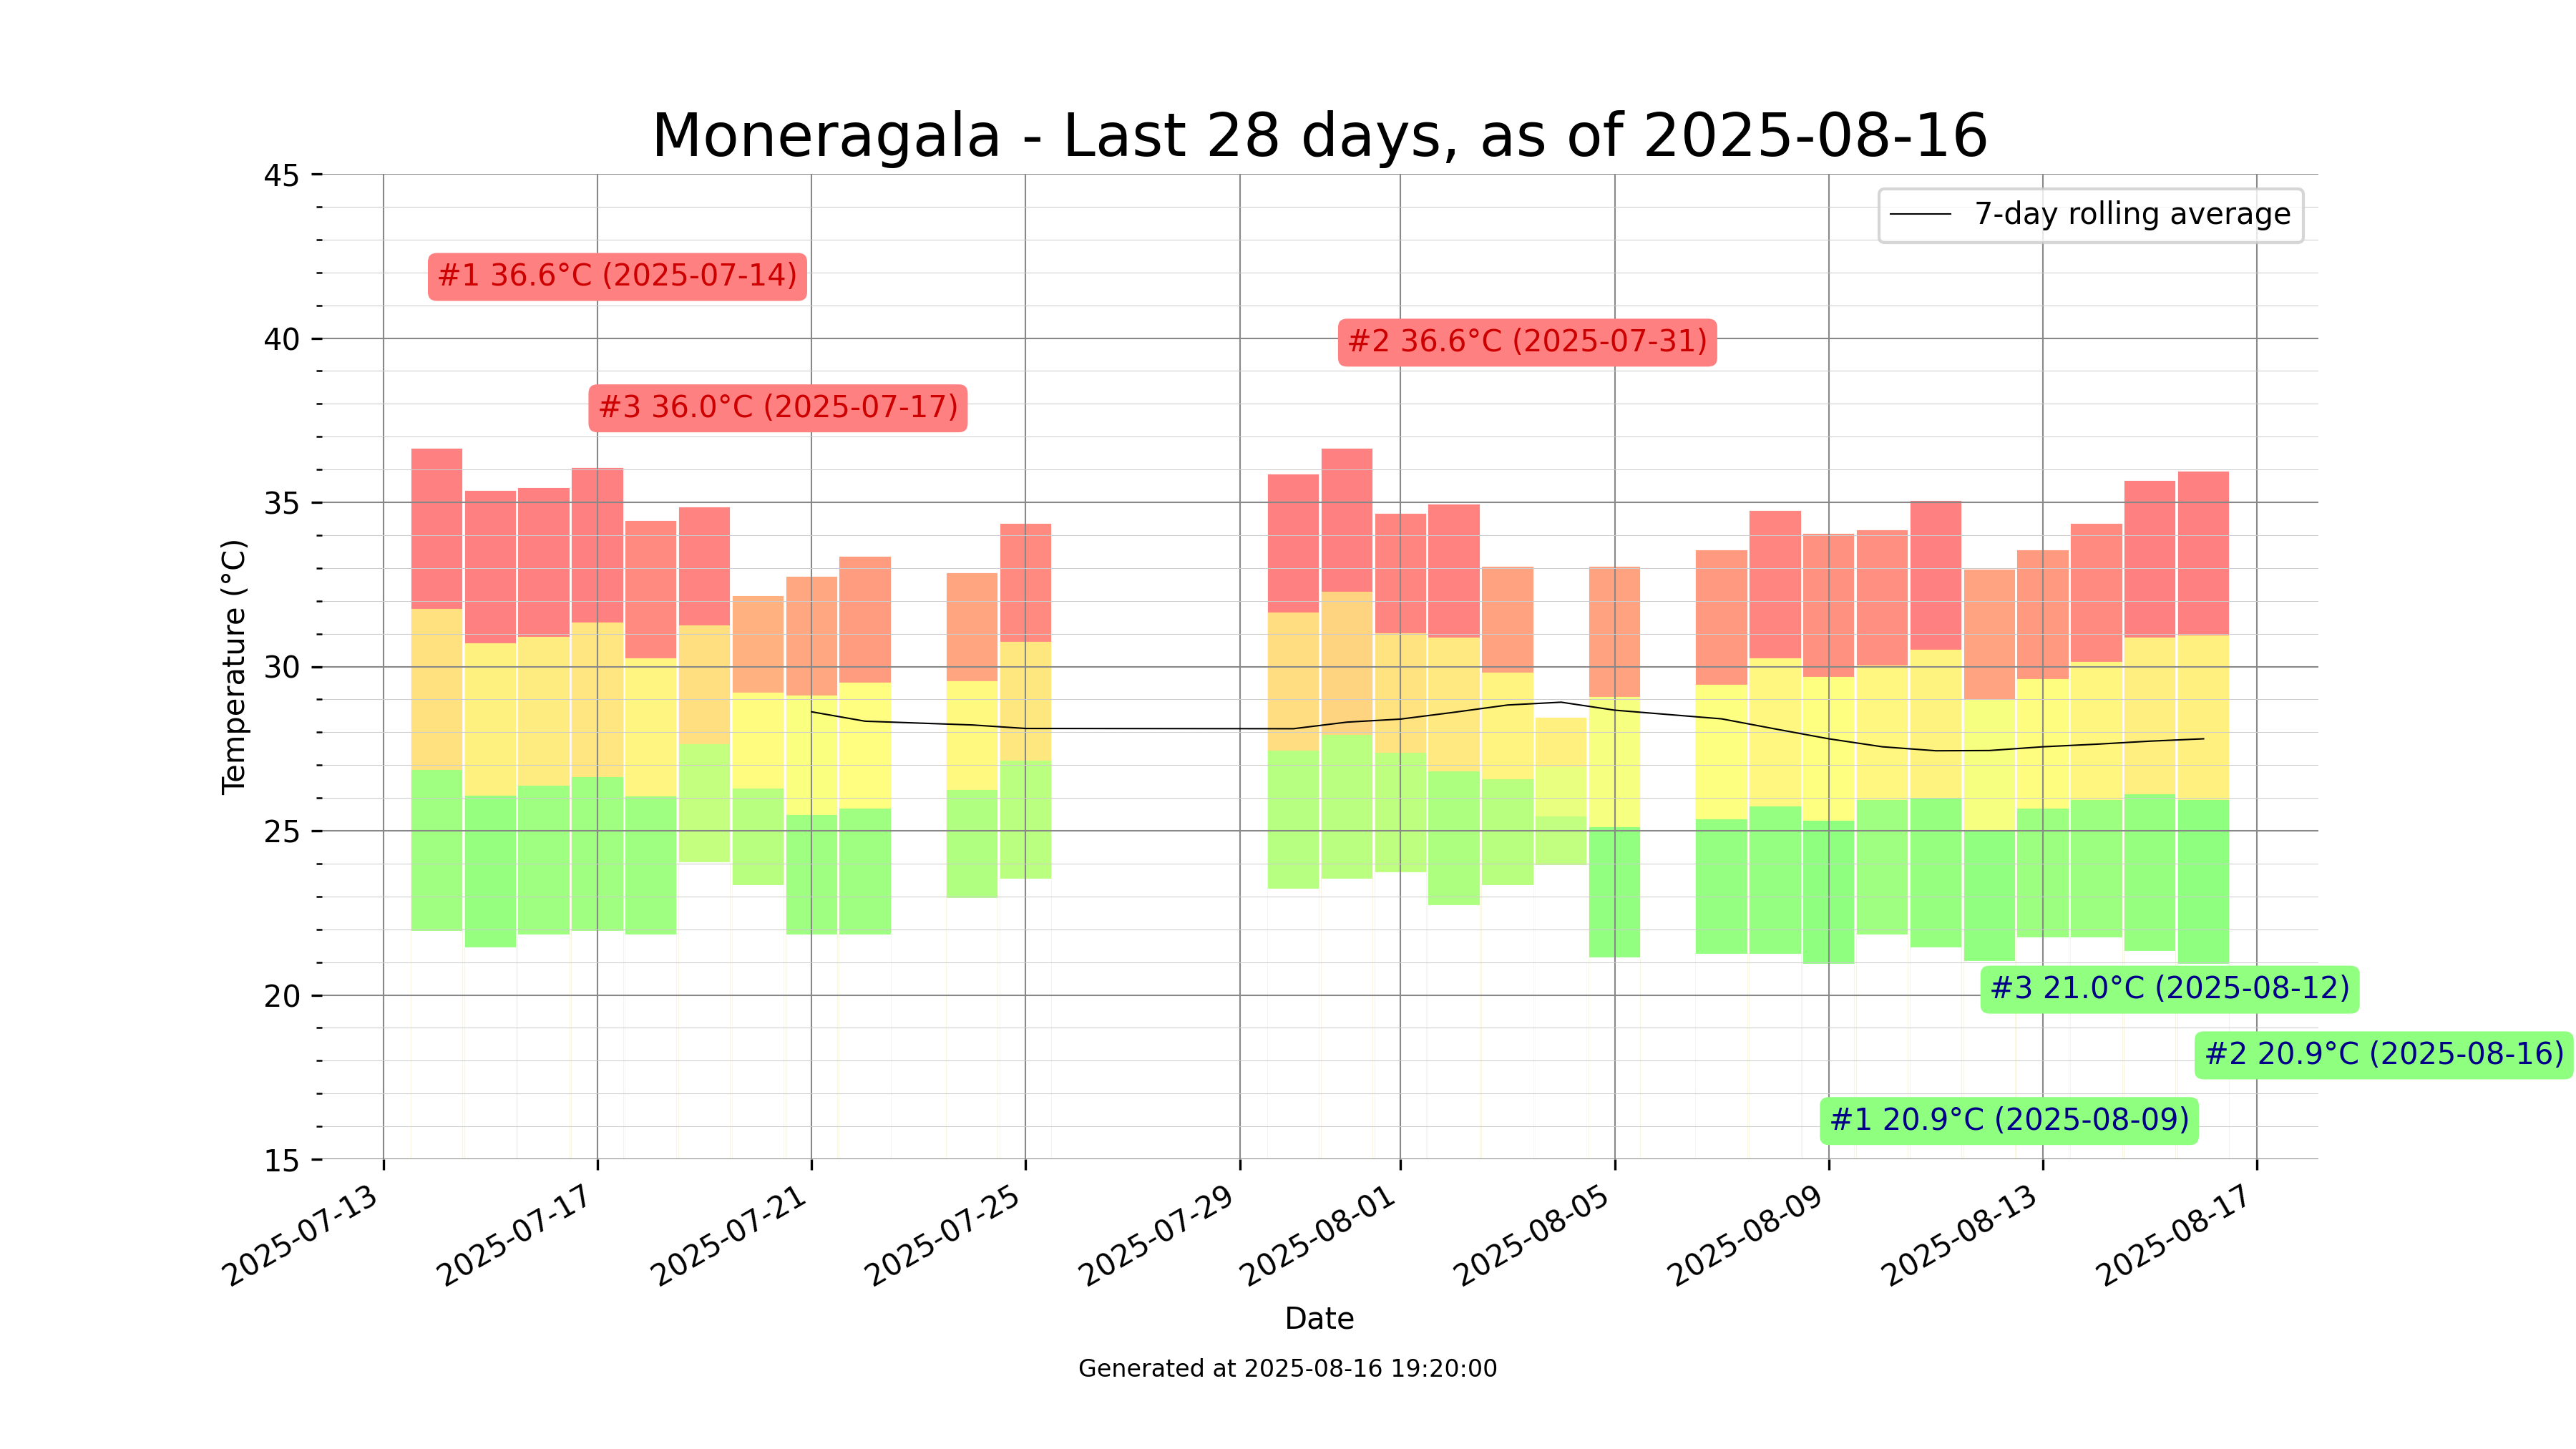 Moneragala - Last 28 days, as of 2025-08-16
7-day rolling average
#1 36.6°C (2025-07-14)
#2 36.6°C (2025-07-31)
#3 36.0°C (2025-07-17)
45
40
35
30
25
20
15
Temperature (°C)
#3 21.0°C (2025-08-12)
#2 20.9°C (2025-08-16)
#1 20.9°C (2025-08-09)
2025-07-13
2025-07-17
2025-07-21
2025-07-25
2025-07-29
2025-08-01
2025-08-05
2025-08-09
2025-08-13
2025-08-17
Date
Generated at 2025-08-16 19:20:00